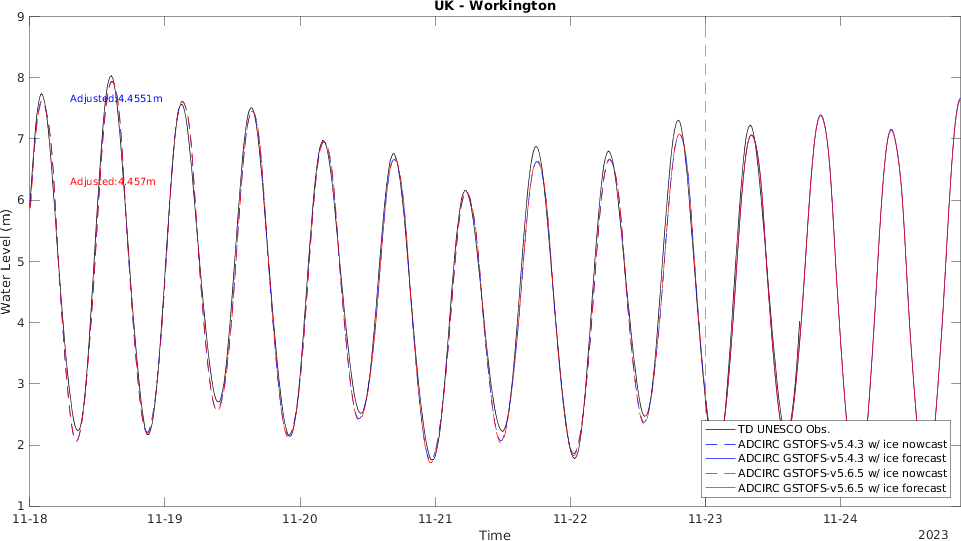 UK - Workington
9
8
7
6
5
4
3
2
1
Water Level (m)
Adjusted:4.4551m
Adjusted:4.457m
TD UNESCO Obs.
ADCIRC GSTOFS-v5.4.3 w/ ice nowcast
ADCIRC GSTOFS-v5.4.3 w/ ice forecast
ADCIRC GSTOFS-v5.6.5 w/ ice nowcast
ADCIRC GSTOFS-v5.6.5 w/ ice forecast
11-18 11-19 11-20 11-21 11-22 11-23 11-24
Time
2023